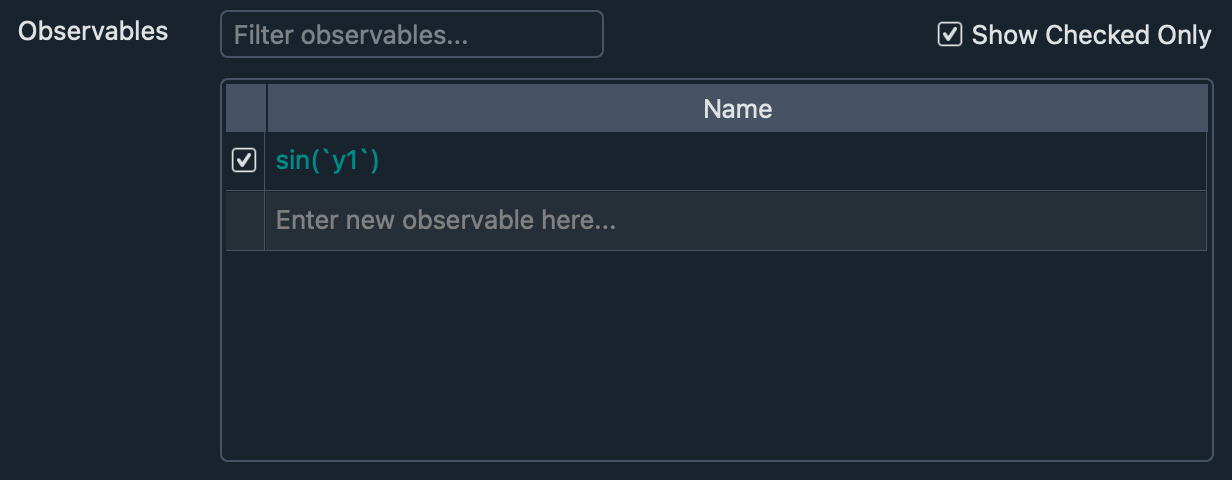 Observables
Filter observables...
Show Checked Only
Name
sin(`y1`)
Enter new observable here...